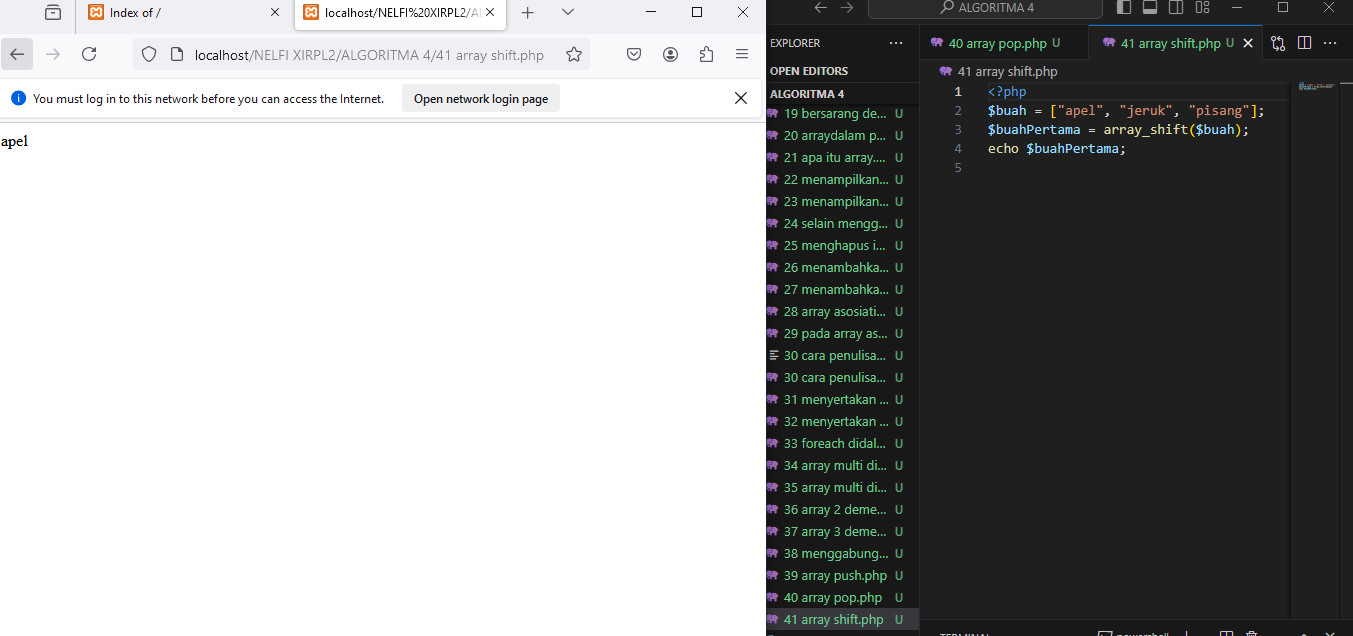 Index of /
localhost/NELFI%20XIRPL2/Al
localhost/NELFI XIRPL2/ALGORITMA 4/41 array shift.php
You must log in to this network before you can access the Internet.
Open network login page
apel
ALGORITMA 4
EXPLORER
OPEN EDITORS
ALGORITMA 4
19 bersarang de... U
20 arraydalam p... U
21 apa itu array.... U
22 menampilkan... U
23 menampilkan... U
24 selain mengg... U
25 menghapus i... U
26 menambahka... U
27 menambahka... U
28 array asosiati... U
29 pada array as... U
30 cara penulisa... U
30 cara penulisa... U
31 menyertakan ... U
32 menyertakan ... U
33 foreach didal... U
34 array multi di... U
35 array multi di... U
36 array 2 deme... U
37 array 3 deme... U
38 menggabung... U
39 array push.php U
40 array pop.php U
41 array shift.php U
40 array pop.php U
41 array shift.php U
41 array shift.php
1 <?php
2 $buah = ["apel", "jeruk", "pisang"];
3 $buahPertama = array_shift($buah);
4 echo $buahPertama;
5